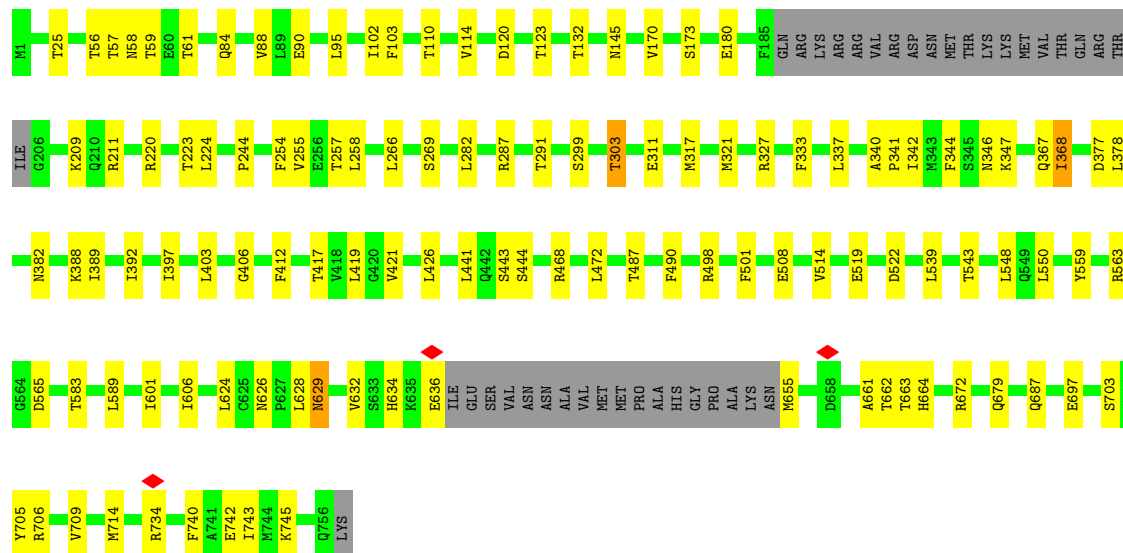 M1 T25 T56 T57 N58 T59 E60 T61 Q84 V88 L89 E90 L95 I102 F103 T110 V114 D120 T123 T132 N145 V170 S173 E180 F185 GLN ARG LYS ARG ARG VAL ARG ASP ASN MET THR LYS LYS MET VAL THR GLN ARG THR
ILE G206 K209 Q210 R211 R220 T223 L224 P244 F254 V255 E256 T257 L258 L266 S269 L282 R287 T291 S299 T303 E311 M317 M321 R327 F333 L337 A340 P341 I342 M343 F344 S345 N346 K347 Q367 I368 D377 L378
N382 K388 I389 I392 I397 L403 G406 F412 T417 V418 L419 G420 V421 L426 L441 Q442 S443 S444 R468 L472 T487 F490 R498 F501 E508 V514 E519 D522 L539 T543 L548 Q549 L550 Y559 R563
G564 D565 T583 L589 I601 I606 L624 C625 N626 P627 L628 N629 V632 S633 H634 K635 E636 ILE GLU SER VAL ASN ASN ALA VAL MET MET PRO ALA HIS GLY PRO ALA LYS ASN M655 D658 A661 T662 T663 H664 R672 Q679 Q687 E697 S703
Y705 R706 V709 M714 R734 F740 A741 E742 I743 M744 K745 Q756 LYS